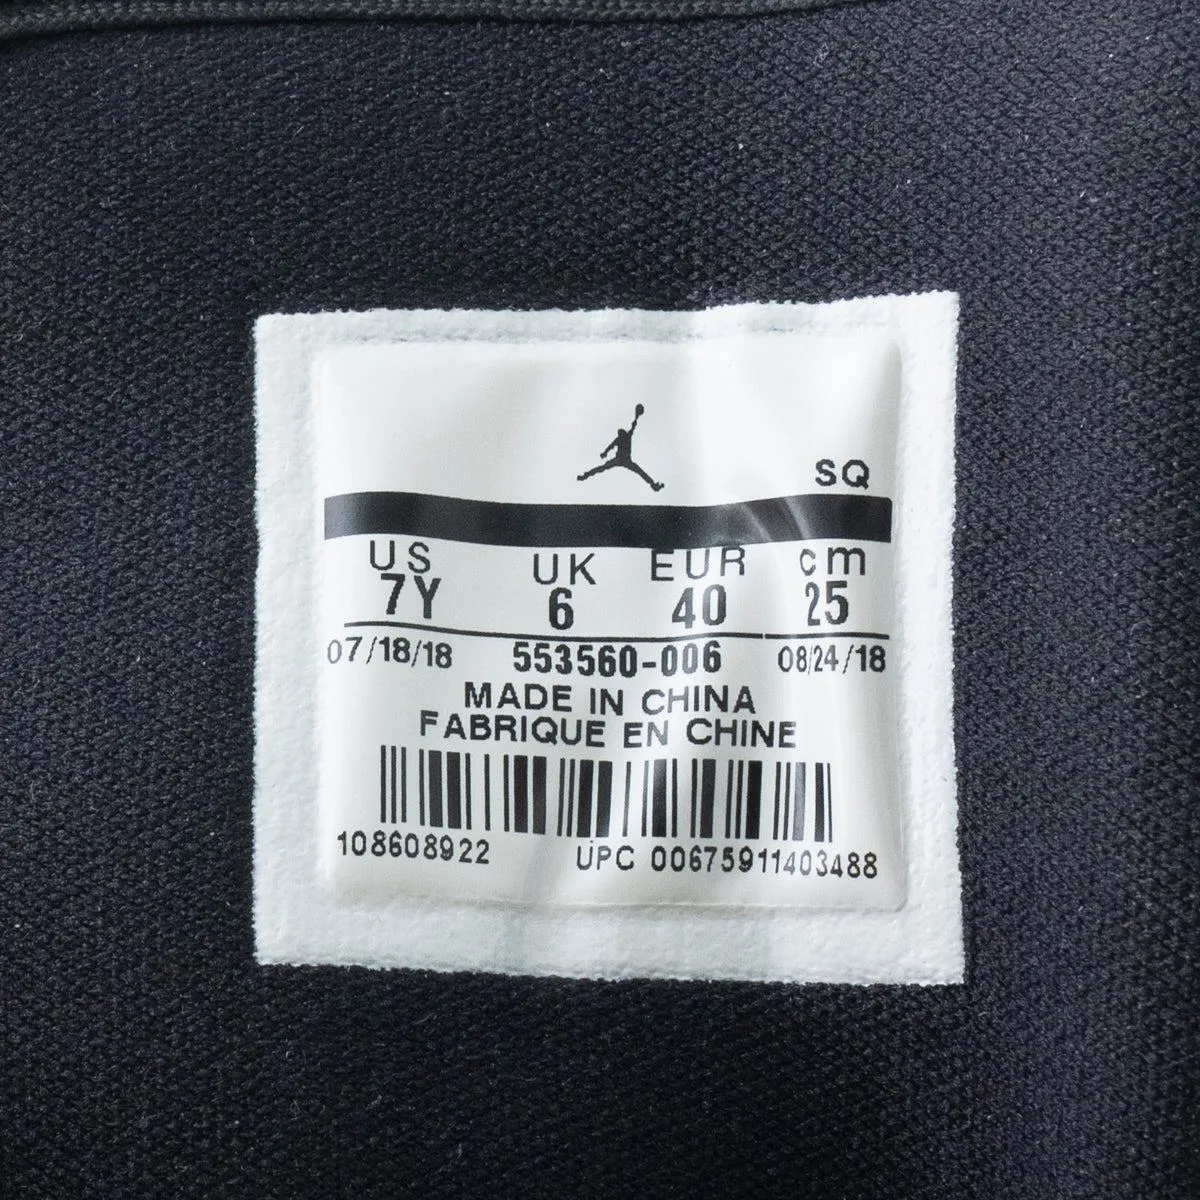 SQ
US UK EUR cm
7Y 6 40 25
07/18/18 553560-006 08/24/18
MADE IN CHINA
FABRIQUE EN CHINE
108608922 UPC 00675911403488